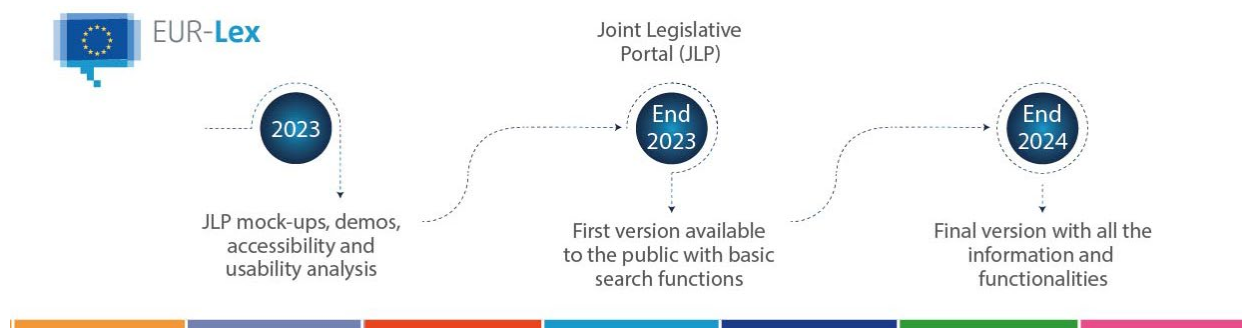 EUR-Lex
Joint Legislative
Portal (JLP)
2023
JLP mock-ups, demos,
accessibility and
usability analysis
End
2023
First version available
to the public with basic
search functions
End
2024
Final version with all the
information and
functionalities